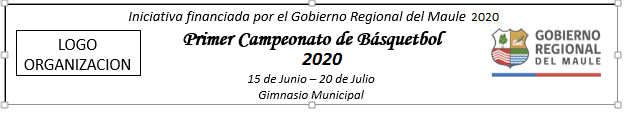 Iniciativa financiada por el Gobierno Regional del Maule 2020
LOGO
ORGANIZACION
Primer Campeonato de Básquetbol
2020
15 de Junio – 20 de Julio
Gimnasio Municipal
GOBIERNO
REGIONAL
DEL MAULE